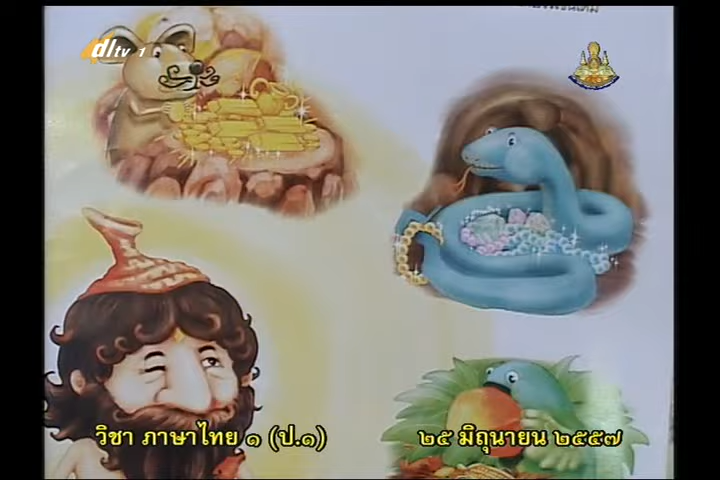 dltv 1
วิชา ภาษาไทย ๑ (ป.๑)
๒๕ มิถุนายน ๒๕๕๗